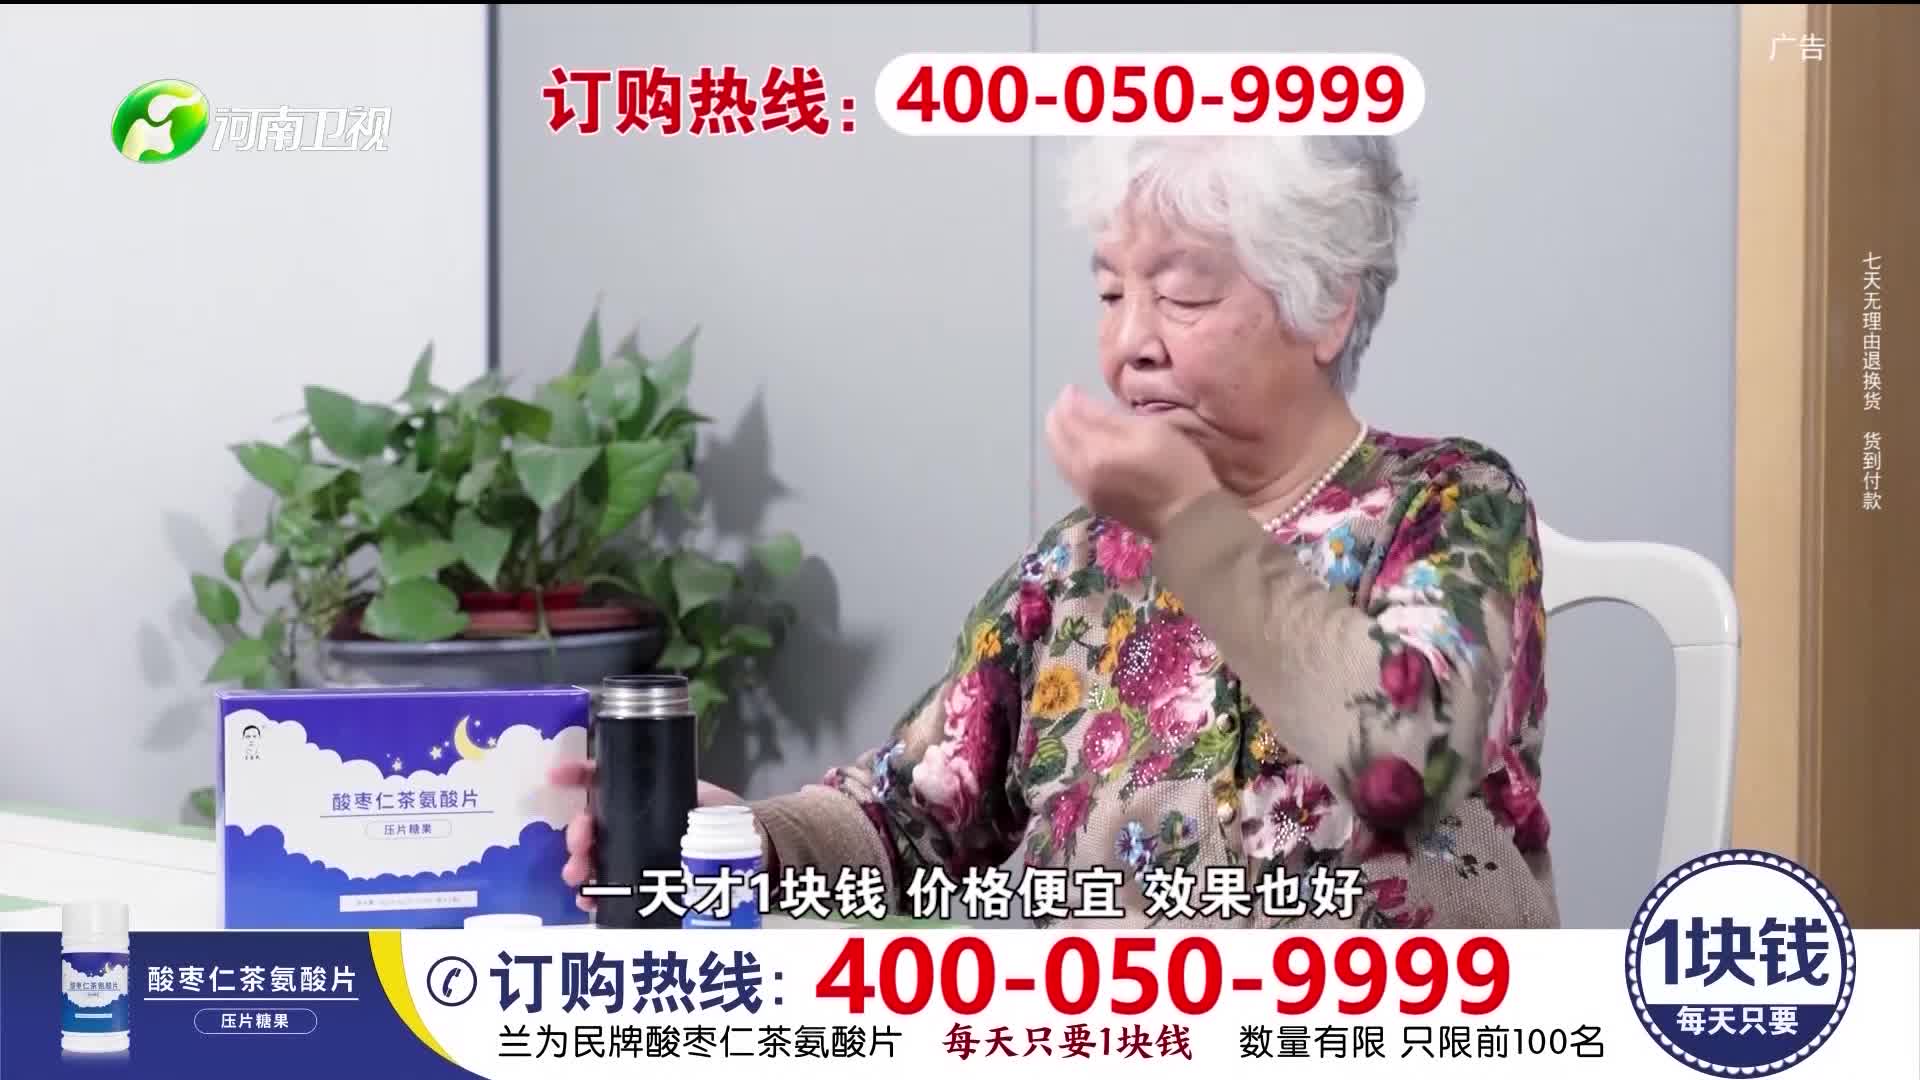 广告
订购热线：400-050-9999
河南卫视
七天无理由退换货 货到付款
酸枣仁茶氨酸片
压片糖果
一天才1块钱 价格便宜 效果也好
酸枣仁茶氨酸片
压片糖果
订购热线：400-050-9999
兰为民牌酸枣仁茶氨酸片 每天只要1块钱 数量有限 只限前100名
1块钱
每天只要